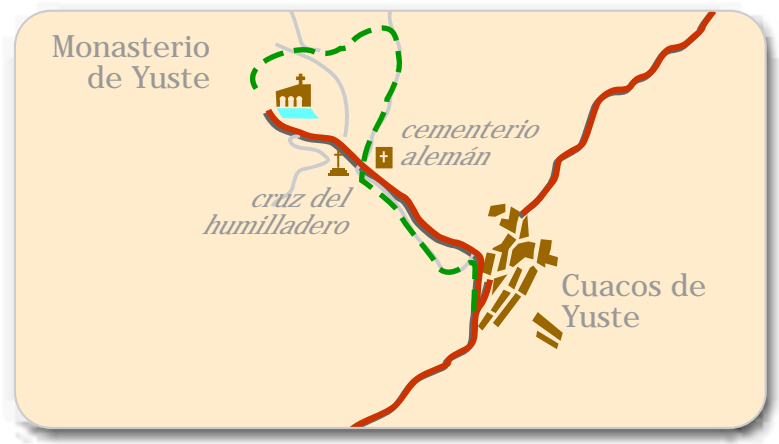 Monasterio
de Yuste
cementerio
alemán
cruz del
humilladero
Cuacos de
Yuste